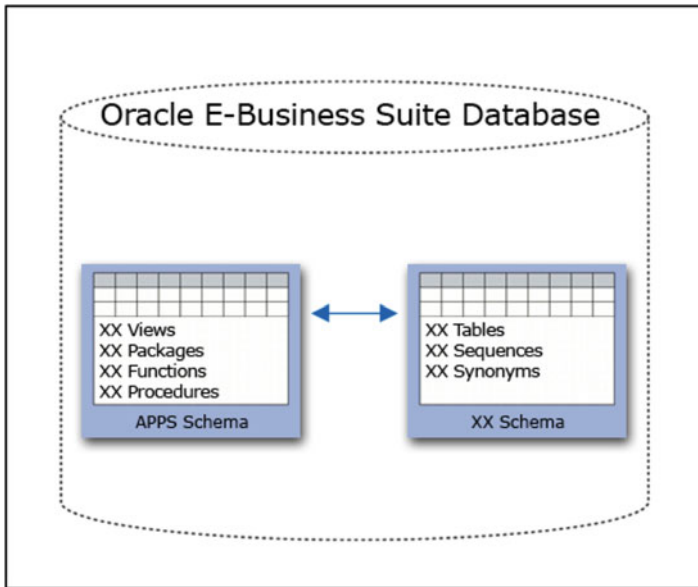 Oracle E-Business Suite Database
XX Views
XX Packages
XX Functions
XX Procedures
APPS Schema
XX Tables
XX Sequences
XX Synonyms
XX Schema